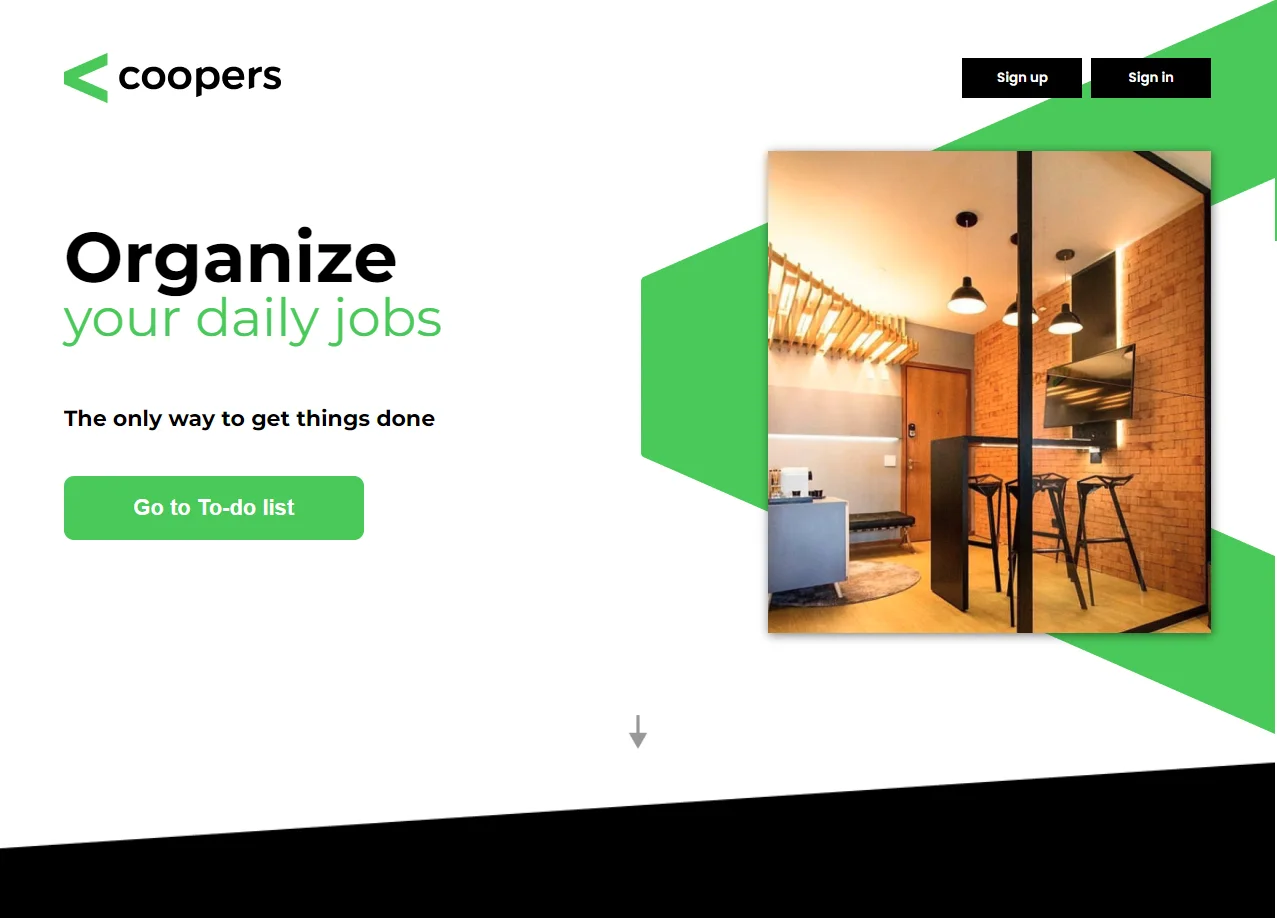 coopers
Sign up
Sign in
Organize
your daily jobs
The only way to get things done
Go to To-do list